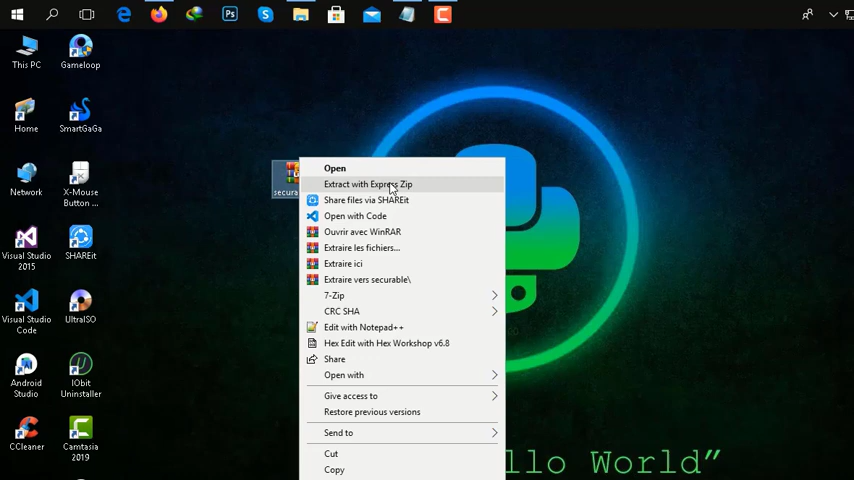 This PC
Gameloop
Home
SmartGaGa
Network
X-Mouse
Button ...
Visual Studio
2015
SHAREit
Visual Studio
Code
UltraISO
Android
Studio
IObit
Uninstaller
CCleaner
Camtasia
2019
secura
Open
Extract with Express Zip
Share files via SHAREit
Open with Code
Ouvrir avec WinRAR
Extraire les fichiers...
Extraire ici
Extraire vers securable\
7-Zip
CRC SHA
Edit with Notepad++
Hex Edit with Hex Workshop v6.8
Share
Open with
Give access to
Restore previous versions
Send to
Cut
Copy
llo World”
Ps